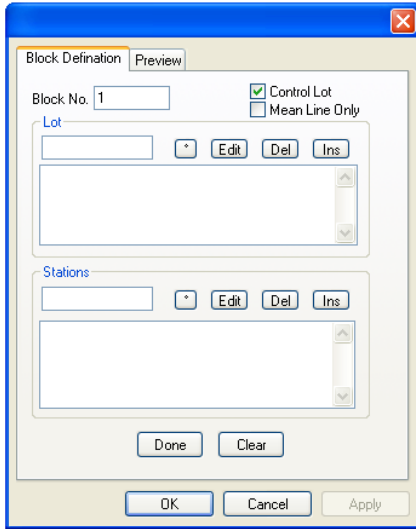 Block Defination Preview
Block No. 1
Control Lot
Mean Line Only
Lot
* Edit Del Ins
Stations
* Edit Del Ins
Done Clear
OK Cancel Apply